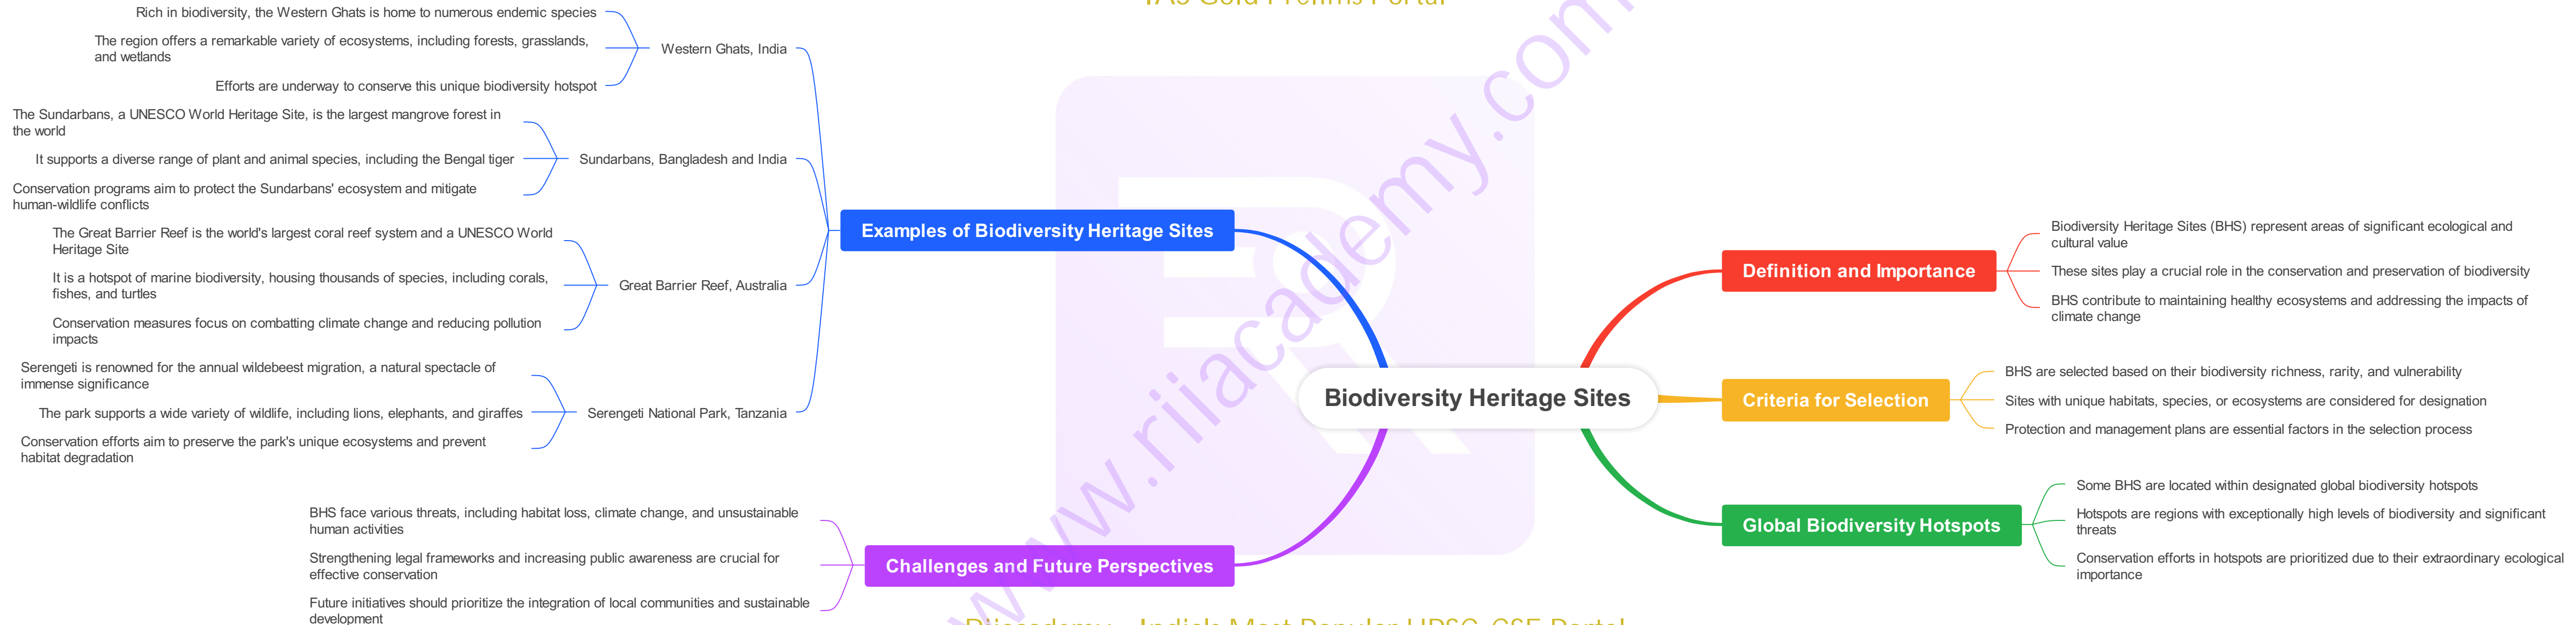 IAS Gold Prelims Portal
Rich in biodiversity, the Western Ghats is home to numerous endemic species
The region offers a remarkable variety of ecosystems, including forests, grasslands,
and wetlands
Efforts are underway to conserve this unique biodiversity hotspot
Western Ghats, India
The Sundarbans, a UNESCO World Heritage Site, is the largest mangrove forest in
the world
It supports a diverse range of plant and animal species, including the Bengal tiger
Conservation programs aim to protect the Sundarbans' ecosystem and mitigate
human-wildlife conflicts
Sundarbans, Bangladesh and India
The Great Barrier Reef is the world's largest coral reef system and a UNESCO World
Heritage Site
It is a hotspot of marine biodiversity, housing thousands of species, including corals,
fishes, and turtles
Conservation measures focus on combatting climate change and reducing pollution
impacts
Great Barrier Reef, Australia
Serengeti is renowned for the annual wildebeest migration, a natural spectacle of
immense significance
The park supports a wide variety of wildlife, including lions, elephants, and giraffes
Conservation efforts aim to preserve the park's unique ecosystems and prevent
habitat degradation
Serengeti National Park, Tanzania
Examples of Biodiversity Heritage Sites
BHS face various threats, including habitat loss, climate change, and unsustainable
human activities
Strengthening legal frameworks and increasing public awareness are crucial for
effective conservation
Future initiatives should prioritize the integration of local communities and sustainable
development
Challenges and Future Perspectives
Biodiversity Heritage Sites
Definition and Importance
Biodiversity Heritage Sites (BHS) represent areas of significant ecological and
cultural value
These sites play a crucial role in the conservation and preservation of biodiversity
BHS contribute to maintaining healthy ecosystems and addressing the impacts of
climate change
Criteria for Selection
BHS are selected based on their biodiversity richness, rarity, and vulnerability
Sites with unique habitats, species, or ecosystems are considered for designation
Protection and management plans are essential factors in the selection process
Global Biodiversity Hotspots
Some BHS are located within designated global biodiversity hotspots
Hotspots are regions with exceptionally high levels of biodiversity and significant
threats
Conservation efforts in hotspots are prioritized due to their extraordinary ecological
importance
www.riiacademy.com
India's Most Popular UPSC-CSE Portal